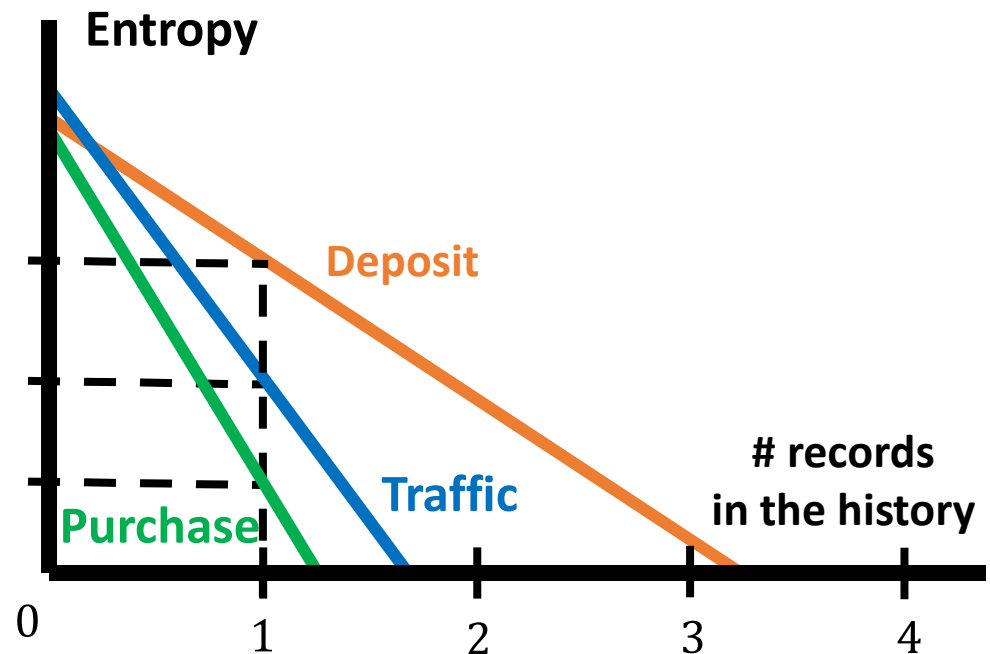 Entropy
Deposit
# records
in the history
Traffic
Purchase
0
1
2
3
4